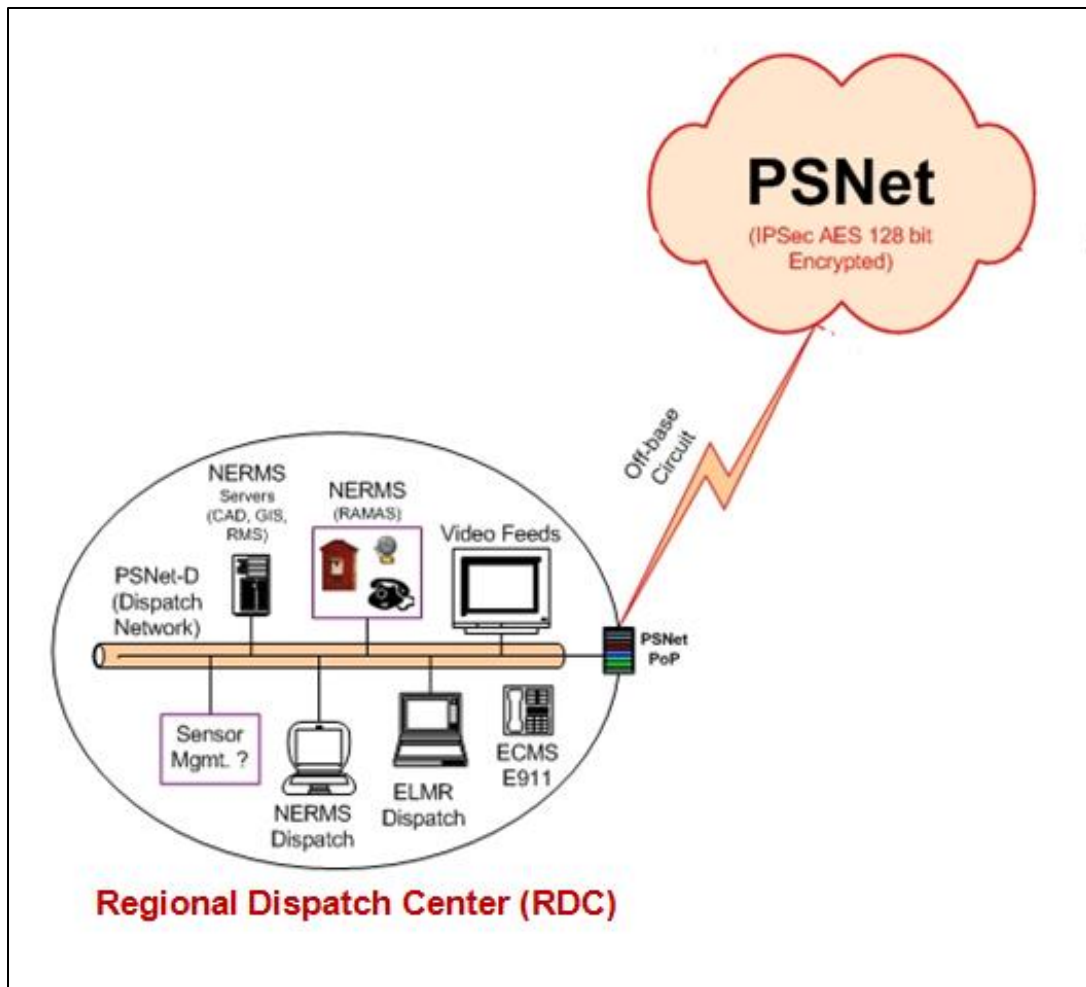 PSNet
(IPSec AES 128 bit
Encrypted)
Off-base
Circuit
NERMS
Servers
(CAD, GIS,
RMS)
NERMS
(RAMAS)
Video Feeds
PSNet-D
(Dispatch
Network)
PSNet
PoP
Sensor
Mgmt. ?
NERMS
Dispatch
ELMR
Dispatch
ECMS
E911
Regional Dispatch Center (RDC)